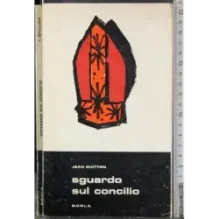 JEAN GUITTON
sguardo
sul concilio
BORLA